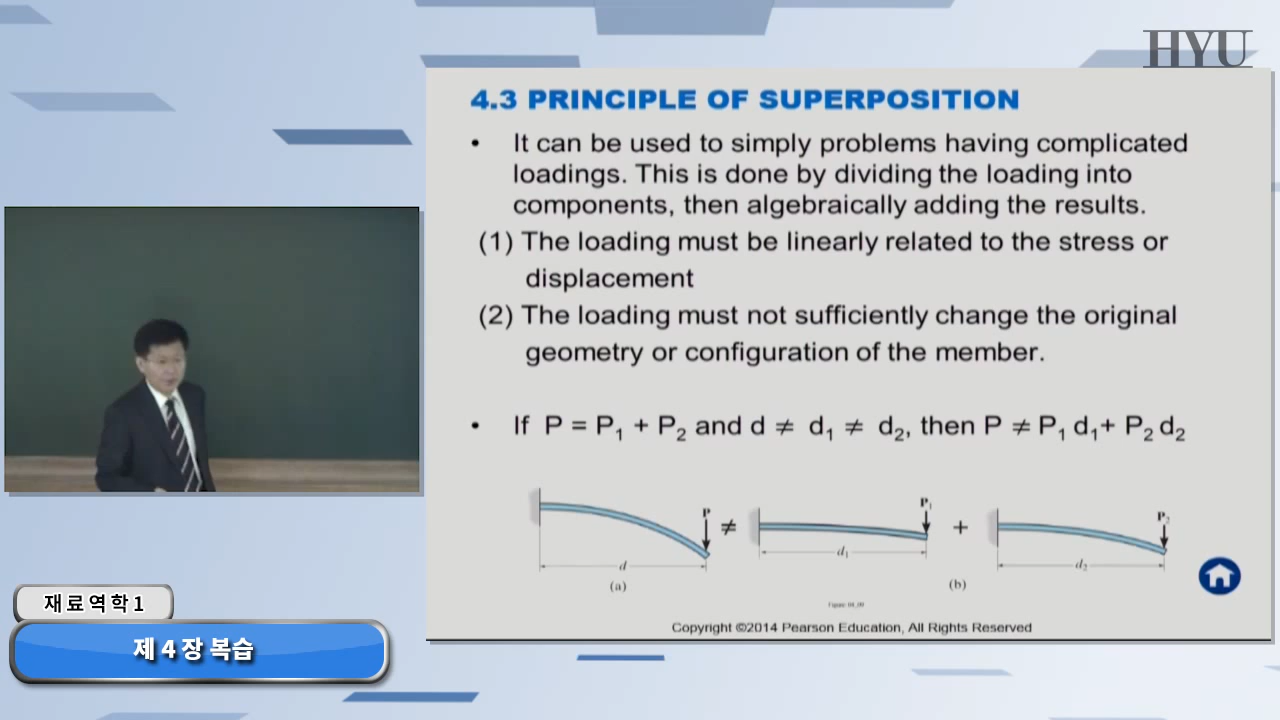 HYU
4.3 PRINCIPLE OF SUPERPOSITION
• It can be used to simply problems having complicated
loadings. This is done by dividing the loading into
components, then algebraically adding the results.
(1) The loading must be linearly related to the stress or
displacement
(2) The loading must not sufficiently change the original
geometry or configuration of the member.
• If P = P₁ + P₂ and d ≠ d₁ ≠ d₂, then P ≠ P₁ d₁+ P₂ d₂
P ≠ P₁ + P₂
d d₁ d₂
(a) (b)
Copyright ©2014 Pearson Education, All Rights Reserved
재료역학1
제 4 장 복습